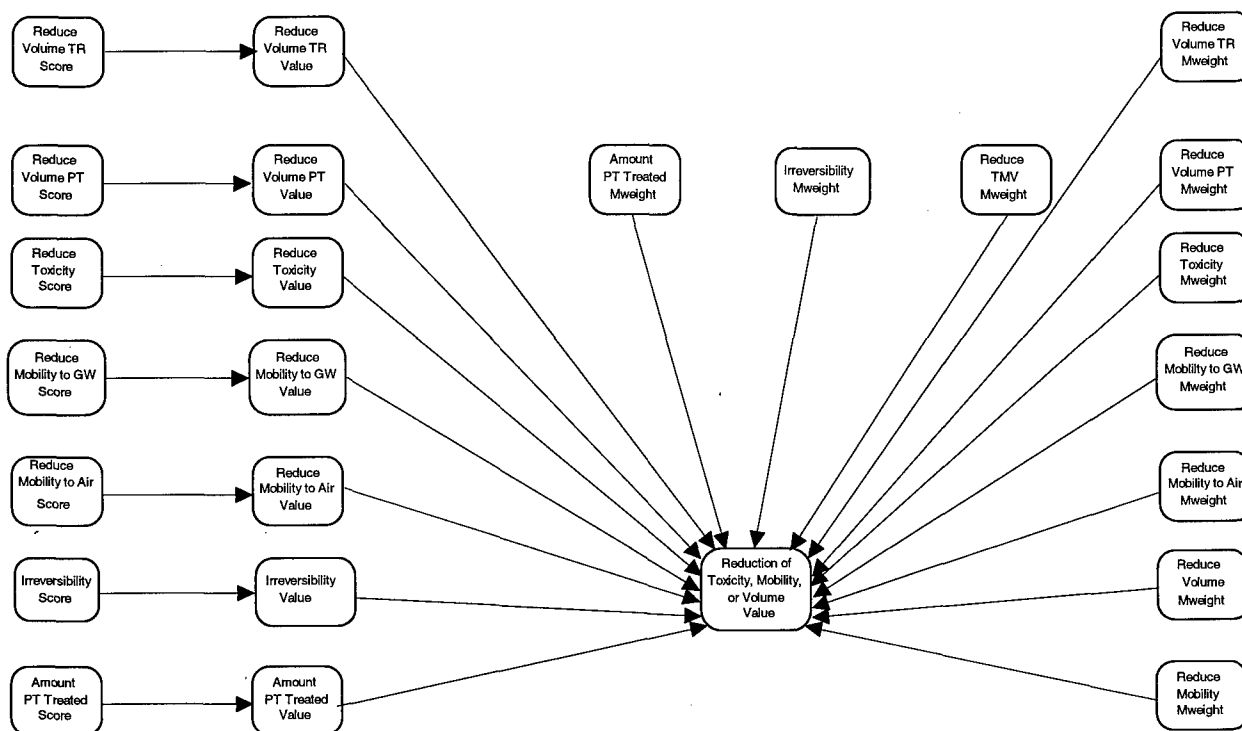 Reduce
Volume TR
Score
Reduce
Volume TR
Value
Reduce
Volume TR
Mweight
Reduce
Volume PT
Score
Reduce
Volume PT
Value
Amount
PT Treated
Mweight
Irreversibility
Mweight
Reduce
TMV
Mweight
Reduce
Volume PT
Mweight
Reduce
Toxicity
Score
Reduce
Toxicity
Value
Reduce
Toxicity
Mweight
Reduce
Mobility to GW
Score
Reduce
Mobility to GW
Value
Reduce
Mobility to GW
Mweight
Reduce
Mobility to Air
Score
Reduce
Mobility to Air
Value
Reduce
Mobility to Air
Mweight
Irreversibility
Score
Irreversibility
Value
Reduction of
Toxicity, Mobility,
or Volume
Value
Reduce
Volume
Mweight
Amount
PT Treated
Score
Amount
PT Treated
Value
Reduce
Mobility
Mweight